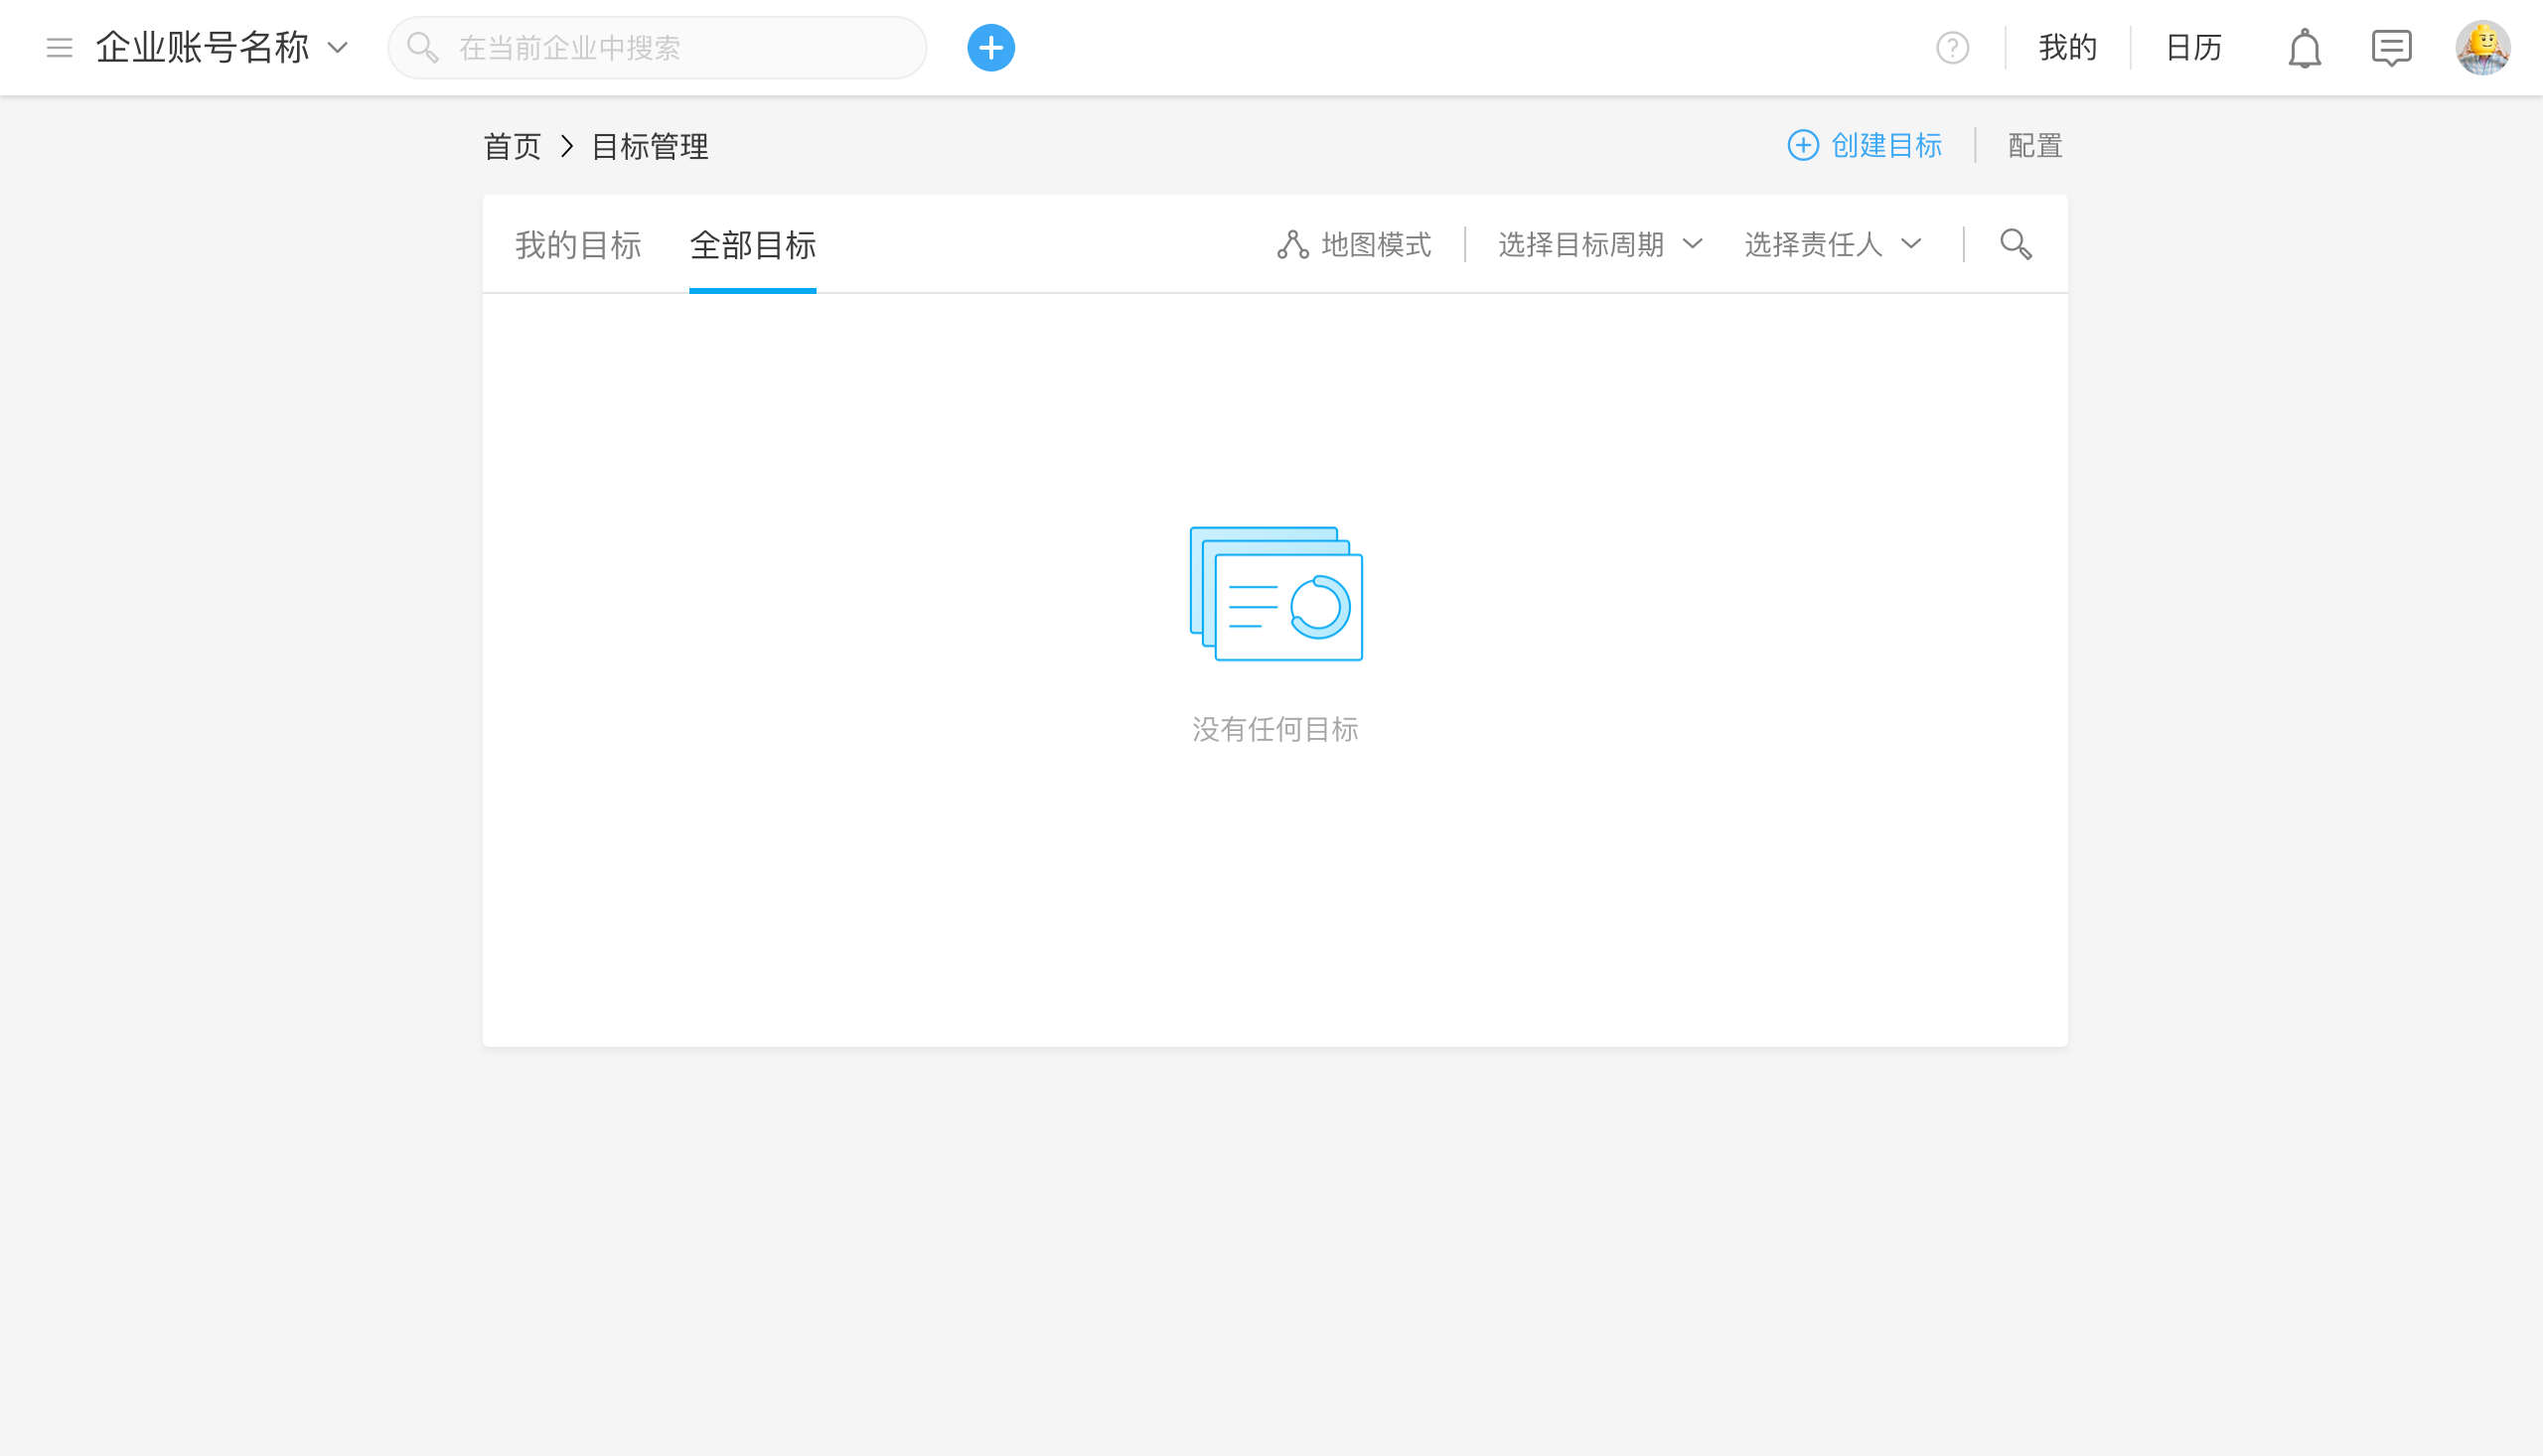 企业账号名称
在当前企业中搜索
我的
日历
首页 > 目标管理
创建目标
配置
我的目标
全部目标
地图模式
选择目标周期
选择责任人
没有任何目标